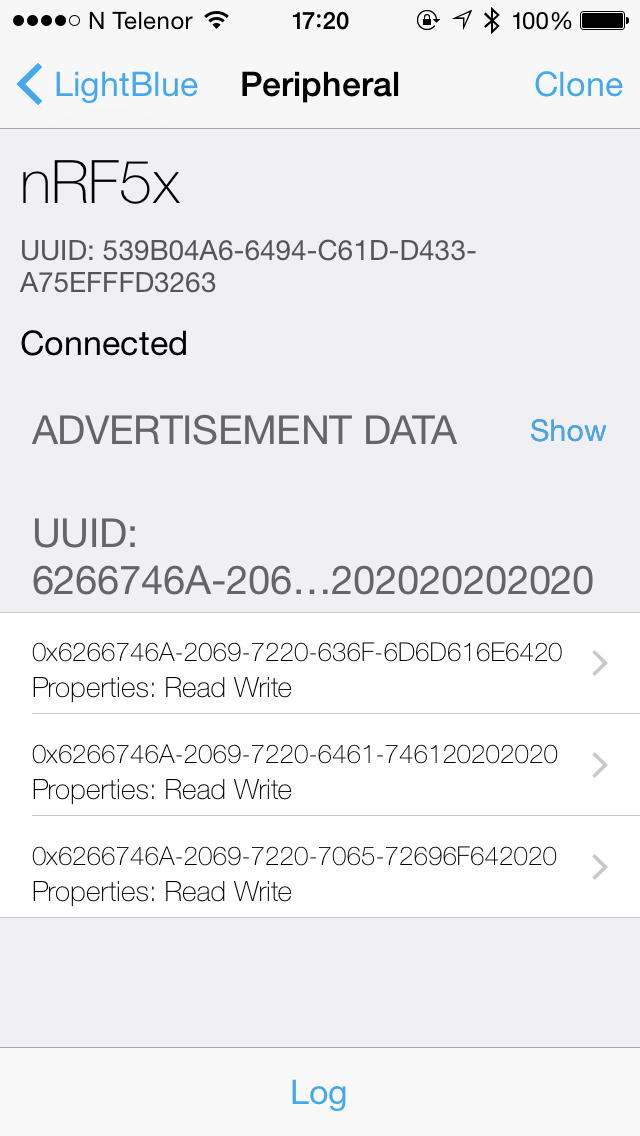 N Telenor 17:20 100%
LightBlue Peripheral Clone
nRF5x
UUID: 539B04A6-6494-C61D-D433-
A75EFFFD3263
Connected
ADVERTISEMENT DATA Show
UUID:
6266746A-206...202020202020
0x6266746A-2069-7220-636F-6D6D616E6420
Properties: Read Write
0x6266746A-2069-7220-6461-746120202020
Properties: Read Write
0x6266746A-2069-7220-7065-72696F642020
Properties: Read Write
Log